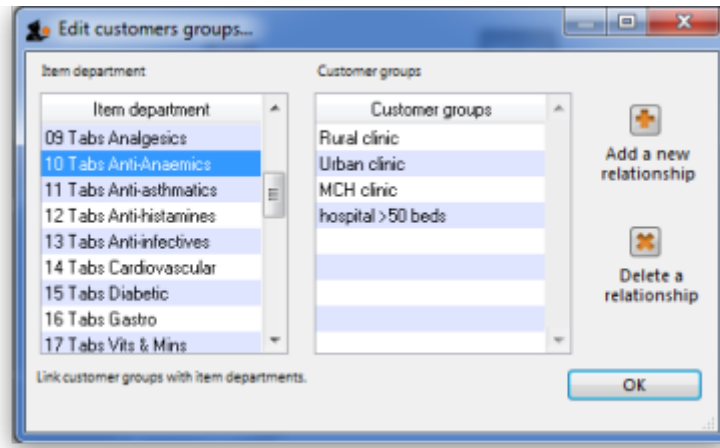 Edit customers groups...
Item department
Customer groups
Item department
Customer groups
09 Tabs Analgesics
10 Tabs Anti-Anaemics
11 Tabs Anti-asthmatics
12 Tabs Anti-histamines
13 Tabs Anti-infectives
14 Tabs Cardiovascular
15 Tabs Diabetic
16 Tabs Gastro
17 Tabs Vits & Mins
Rural clinic
Urban clinic
MCH clinic
hospital >50 beds
Add a new
relationship
Delete a
relationship
Link customer groups with item departments.
OK